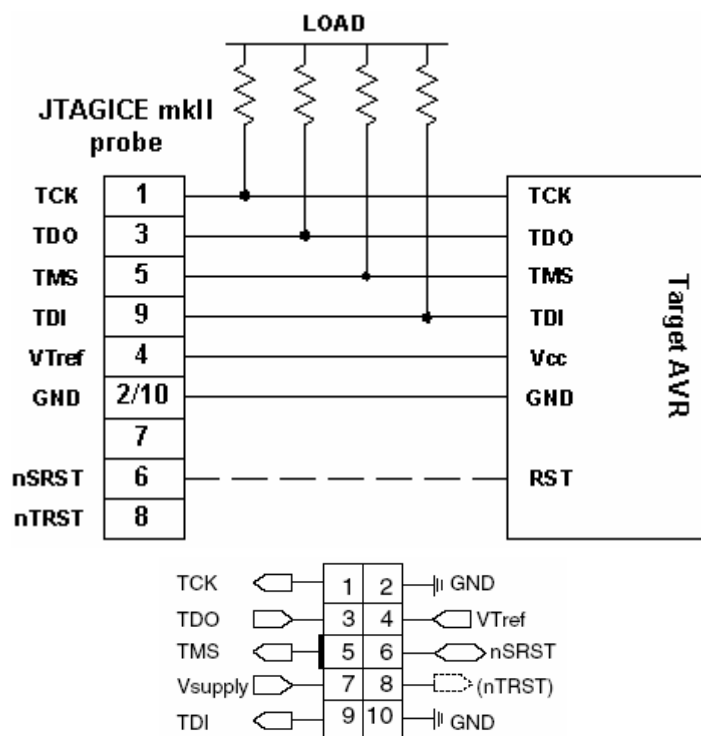 LOAD
JTAGICE mkII
probe
TCK 1 TCK
TDO 3 TDO
TMS 5 TMS
TDI 9 TDI
VTref 4 Vcc
GND 2/10 GND
7
nSRST 6 RST
nTRST 8
Target AVR
TCK 1 2 GND
TDO 3 4 VTref
TMS 5 6 nSRST
Vsupply 7 8 (nTRST)
TDI 9 10 GND